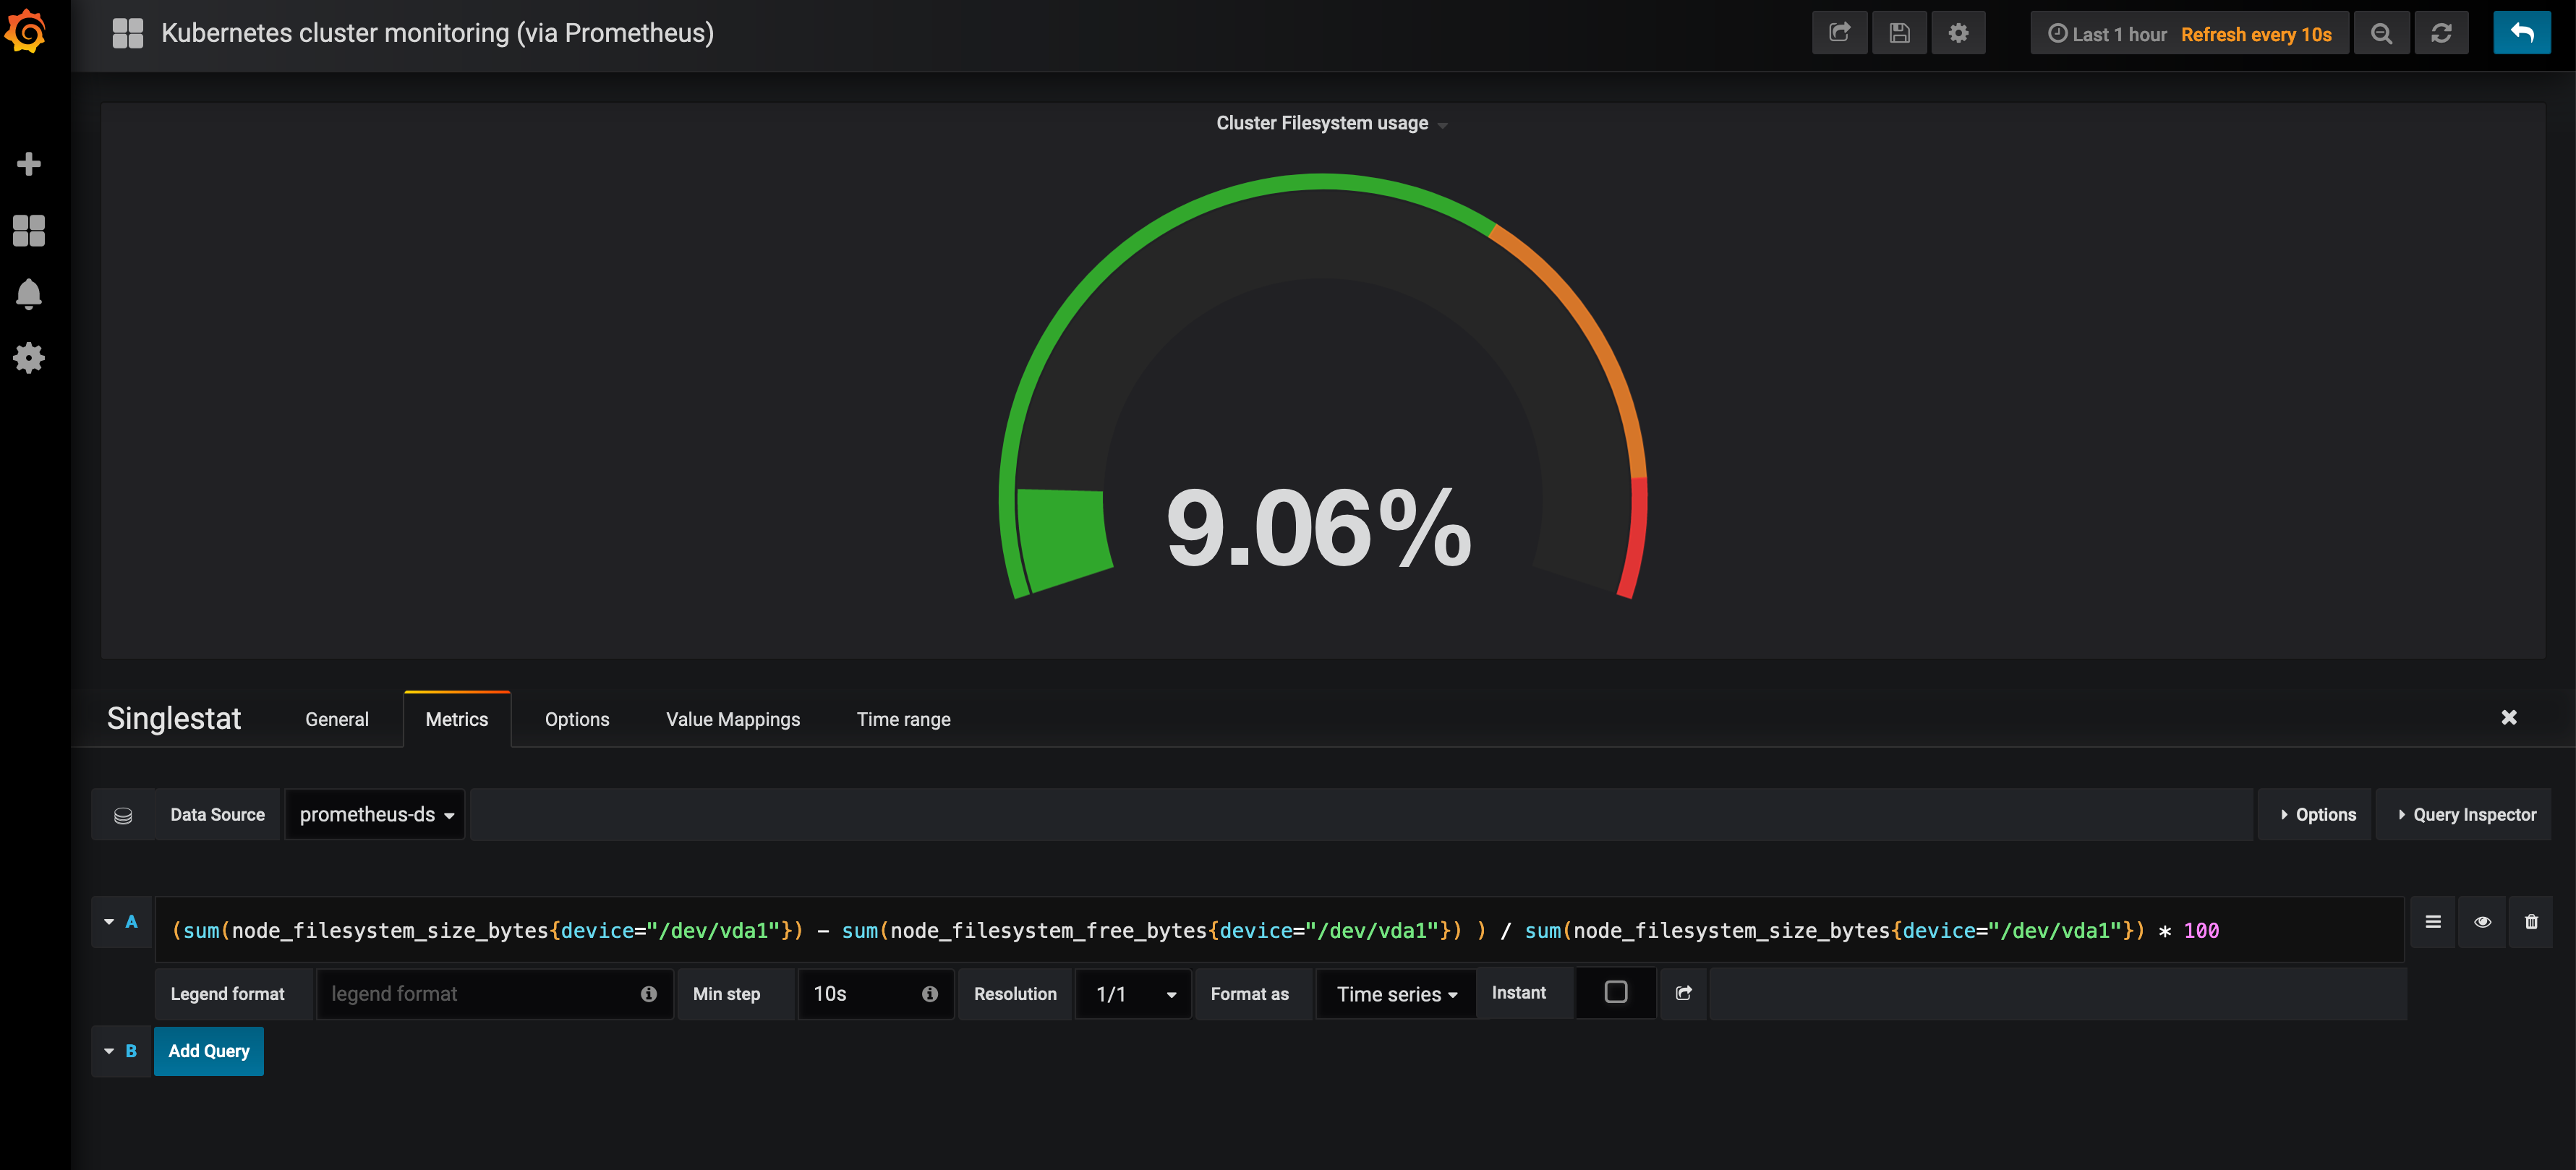 Kubernetes cluster monitoring (via Prometheus)
Last 1 hour Refresh every 10s
Cluster Filesystem usage
9.06%
Singlestat General Metrics Options Value Mappings Time range
Data Source prometheus-ds Options Query Inspector
A (sum(node_filesystem_size_bytes{device="/dev/vda1"}) - sum(node_filesystem_free_bytes{device="/dev/vda1"}) ) / sum(node_filesystem_size_bytes{device="/dev/vda1"}) * 100
Legend format legend format Min step 10s Resolution 1/1 Format as Time series Instant
B Add Query